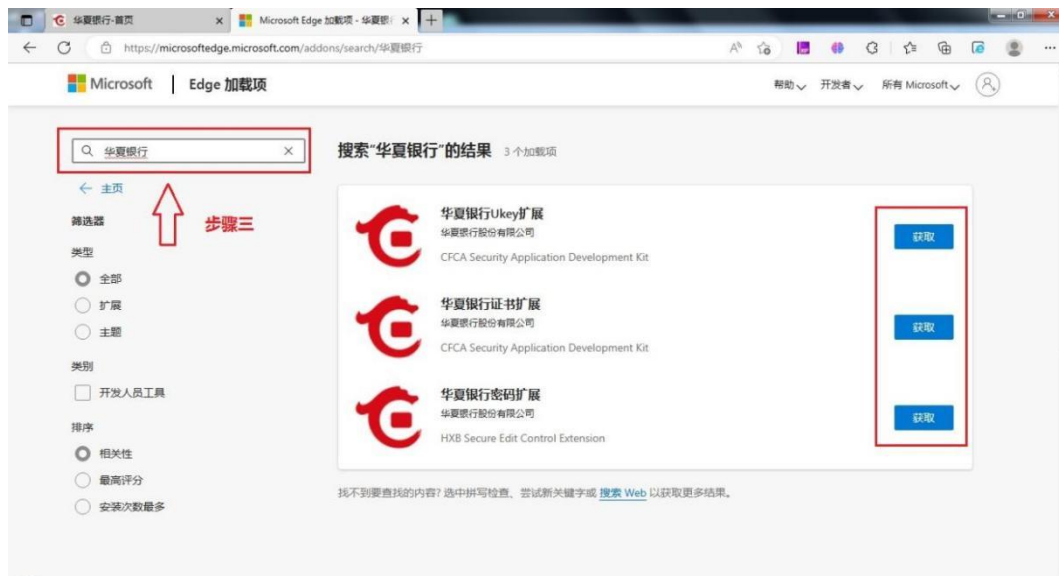 华夏银行-首页
Microsoft Edge 加载项 - 华夏银
https://microsoftedge.microsoft.com/addons/search/华夏银行
Microsoft | Edge 加载项
帮助 开发者 所有 Microsoft
华夏银行
搜索“华夏银行”的结果 3 个加载项
主页
步骤三
筛选器
类型
全部
扩展
主题
类别
开发人员工具
排序
相关性
最高评分
安装次数最多
华夏银行Ukey扩展
华夏银行股份有限公司
CFCA Security Application Development Kit
获取
华夏银行证书扩展
华夏银行股份有限公司
CFCA Security Application Development Kit
获取
华夏银行密码扩展
华夏银行股份有限公司
HXB Secure Edit Control Extension
获取
找不到要查找的内容? 选中拼写检查、尝试新关键字或 搜索 Web 以获取更多结果。